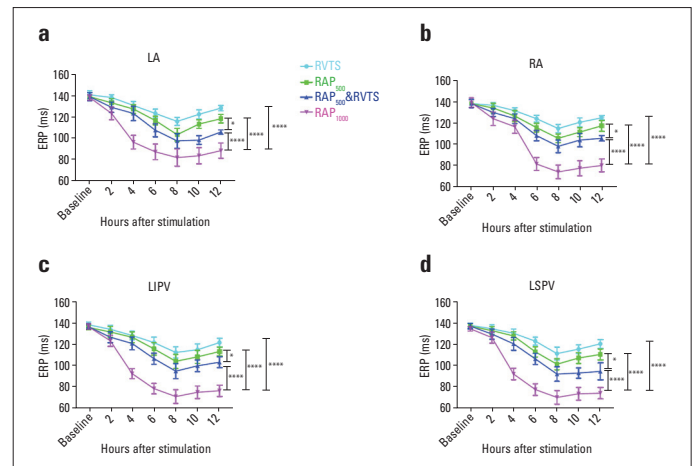 a
LA
ERP (ms)
160
140
120
100
80
60
Baseline
2
4
6
8
10
12
Hours after stimulation
*
****
****
****
RVTS
RAP500
RAP500&RVTS
RAP1000
b
RA
ERP (ms)
160
140
120
100
80
60
Baseline
2
4
6
8
10
12
Hours after stimulation
*
****
****
****
c
LIPV
ERP (ms)
160
140
120
100
80
60
Baseline
2
4
6
8
10
12
Hours after stimulation
*
****
****
****
d
LSPV
ERP (ms)
160
140
120
100
80
60
Baseline
2
4
6
8
10
12
Hours after stimulation
*
****
****
****